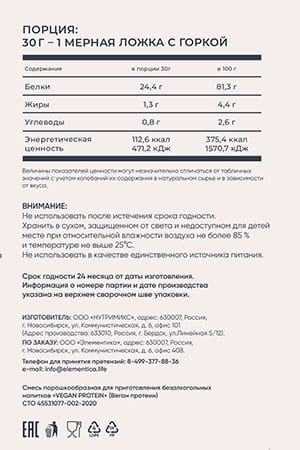 ПОРЦИЯ:
30 Г – 1 МЕРНАЯ ЛОЖКА С ГОРКОЙ
Содержания в порции 30г в 100 г
Белки 24,4 г 81,3 г
Жиры 1,3 г 4,4 г
Углеводы 0,8 г 2,6 г
Энергетическая 112,6 ккал 375,4 ккал
ценность 471,2 кДж 1570,7 кДж
Величины показателей ценности могут незначительно отличаться от табличных
значений с учетом колебаний их содержания в натуральном сырье и в зависимости
от вкуса.
ВНИМАНИЕ:
Не использовать после истечения срока годности.
Хранить в сухом, защищенном от света и недоступном для детей
месте при относительной влажности воздуха не более 85 %
и температуре не выше 25°С.
Не использовать в качестве единственного источника питания.
Срок годности 24 месяца от даты изготовления.
Информация о номере партии и дате производства
указана на верхнем сварочном шве упаковки.
ИЗГОТОВИТЕЛЬ: ООО «НУТРИМИКС», адрес: 630007, Россия,
г. Новосибирск, ул. Коммунистическая, д. 6, офис 101
(Адрес производства: 633010, Россия, г. Бердск, ул.Линейная 5/12).
ПО ЗАКАЗУ: ООО «Элементика», адрес: 630007, Россия,
г. Новосибирск, ул. Коммунистическая, д. 6, офис 408.
Телефон для принятия претензий: 8-499-377-88-36
e-mail: info@elementica.life
Смесь порошкообразная для приготовления безалкогольных
напитков «VEGAN PROTEIN» (Веган протеин)
СТО 45531077-002-2020
ЕАС